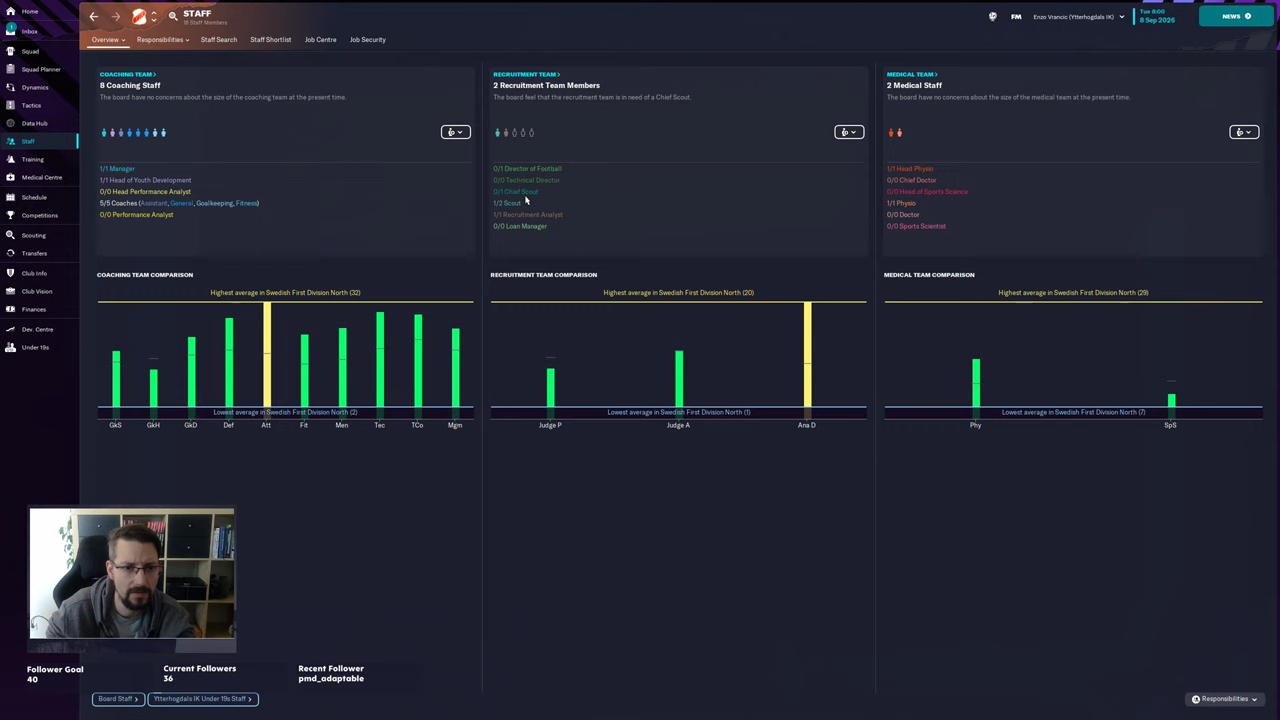 Home
STAFF
18 Staff Members
FM
Enzo Vrancic (Ytterhogdals IK)
Tue 8:00
8 Sep 2026
NEWS
1
Inbox
Overview
Responsibilities
Staff Search
Staff Shortlist
Job Centre
Job Security
Squad
Squad Planner
Dynamics
Tactics
Data Hub
Staff
Training
Medical Centre
Schedule
Competitions
Scouting
Transfers
Club Info
Club Vision
Finances
Dev. Centre
Under 19s
COACHING TEAM >
8 Coaching Staff
The board have no concerns about the size of the coaching team at the present time.
1/1 Manager
1/1 Head of Youth Development
0/0 Head Performance Analyst
5/5 Coaches (Assistant, General, Goalkeeping, Fitness)
0/0 Performance Analyst
COACHING TEAM COMPARISON
Highest average in Swedish First Division North (32)
Lowest average in Swedish First Division North (2)
GkS GkH GkD Def Att Fit Men Tec TCo Mgm
RECRUITMENT TEAM >
2 Recruitment Team Members
The board feel that the recruitment team is in need of a Chief Scout.
0/1 Director of Football
0/0 Technical Director
0/1 Chief Scout
1/2 Scout
1/1 Recruitment Analyst
0/0 Loan Manager
RECRUITMENT TEAM COMPARISON
Highest average in Swedish First Division North (20)
Lowest average in Swedish First Division North (1)
Judge P Judge A Ana D
MEDICAL TEAM >
2 Medical Staff
The board have no concerns about the size of the medical team at the present time.
1/1 Head Physio
0/0 Chief Doctor
0/0 Head of Sports Science
1/1 Physio
0/0 Doctor
0/0 Sports Scientist
MEDICAL TEAM COMPARISON
Highest average in Swedish First Division North (29)
Lowest average in Swedish First Division North (7)
Phy SpS
Follower Goal
40
Current Followers
36
Recent Follower
pmd_adaptable
Board Staff >
Ytterhogdals IK Under 19s Staff >
Responsibilities